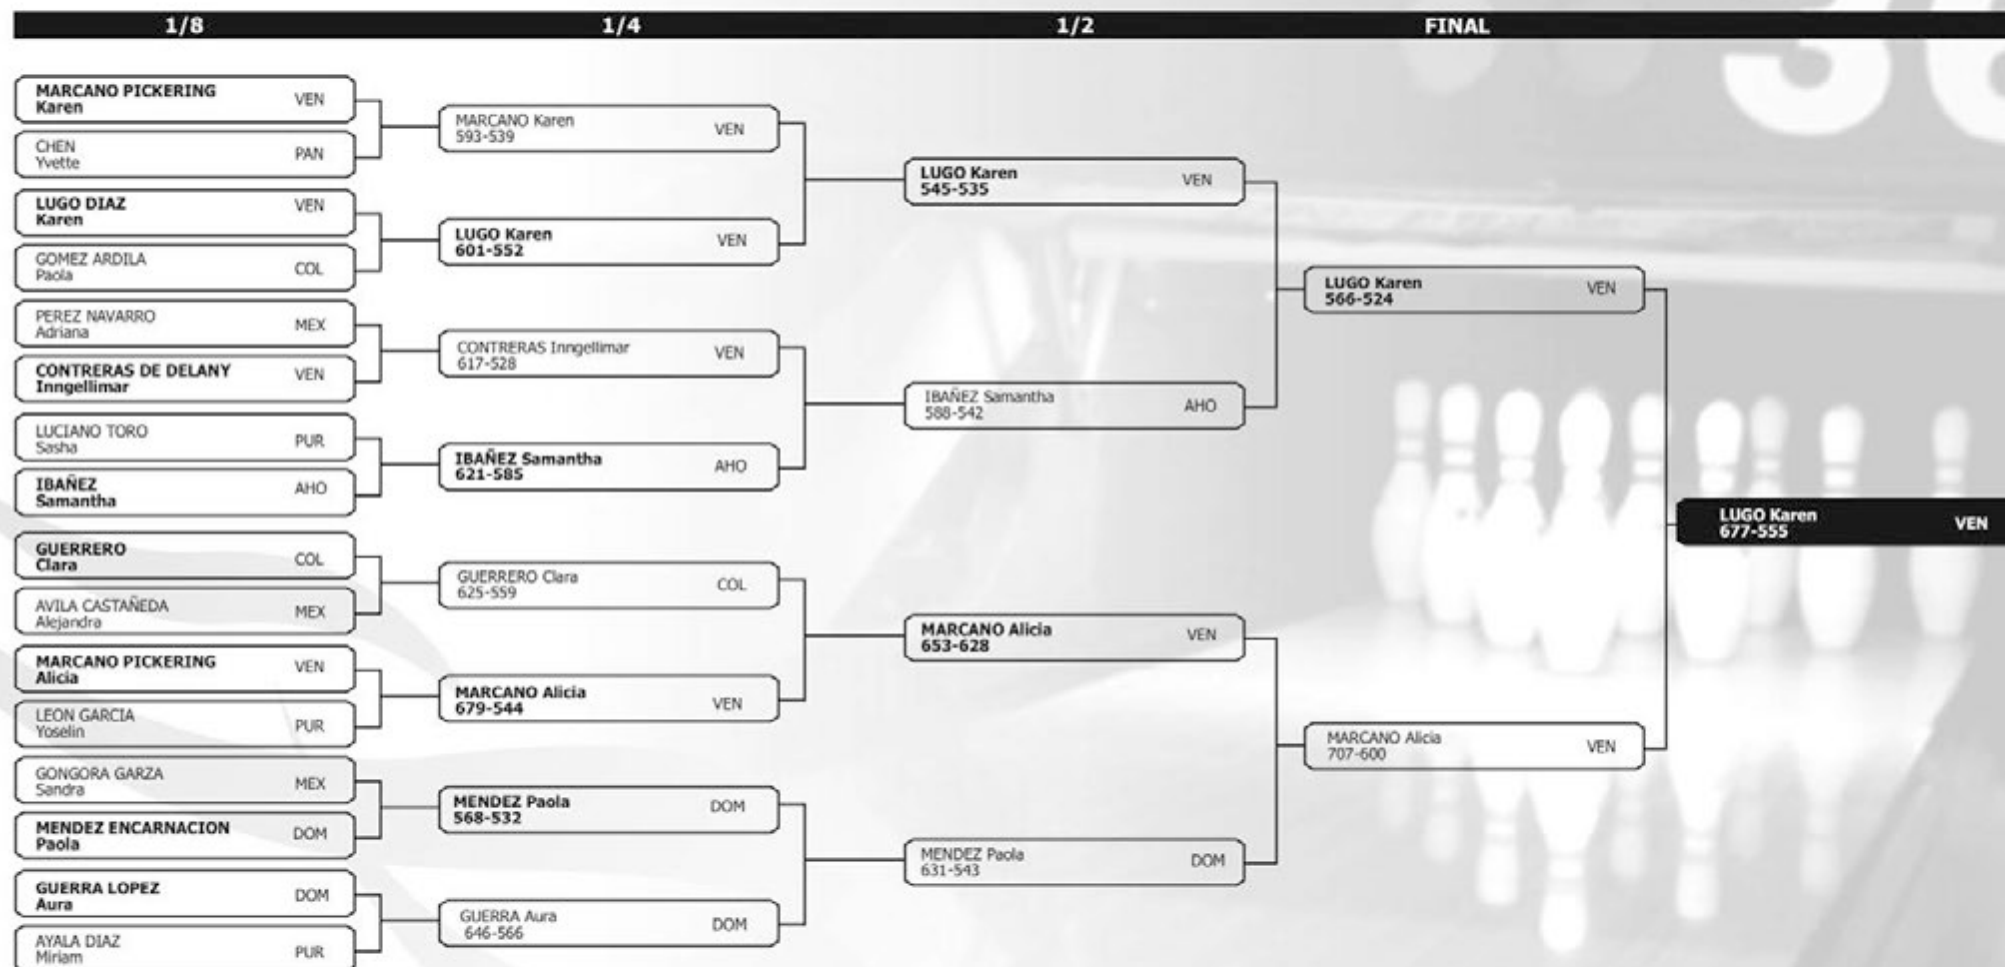 1/8
1/4
1/2
FINAL
MARCANO PICKERING
Karen
VEN
CHEN
Yvette
PAN
LUGO DIAZ
Karen
VEN
GOMEZ ARDILA
Paola
COL
PEREZ NAVARRO
Adriana
MEX
CONTRERAS DE DELANY
Inngellimar
VEN
LUCIANO TORO
Sasha
PUR
IBAÑEZ
Samantha
AHO
GUERRERO
Clara
COL
AVILA CASTAÑEDA
Alejandra
MEX
MARCANO PICKERING
Alicia
VEN
LEON GARCIA
Yoselin
PUR
GONGORA GARZA
Sandra
MEX
MENDEZ ENCARNACION
Paola
DOM
GUERRA LOPEZ
Aura
DOM
AYALA DIAZ
Miriam
PUR
MARCANO Karen
593-539
VEN
LUGO Karen
601-552
VEN
CONTRERAS Inngellimar
617-528
VEN
IBAÑEZ Samantha
621-585
AHO
GUERRERO Clara
625-559
COL
MARCANO Alicia
679-544
VEN
MENDEZ Paola
568-532
DOM
GUERRA Aura
646-566
DOM
LUGO Karen
545-535
VEN
IBAÑEZ Samantha
588-542
AHO
MARCANO Alicia
653-628
VEN
MENDEZ Paola
631-543
DOM
LUGO Karen
566-524
VEN
MARCANO Alicia
707-600
VEN
LUGO Karen
677-555
VEN